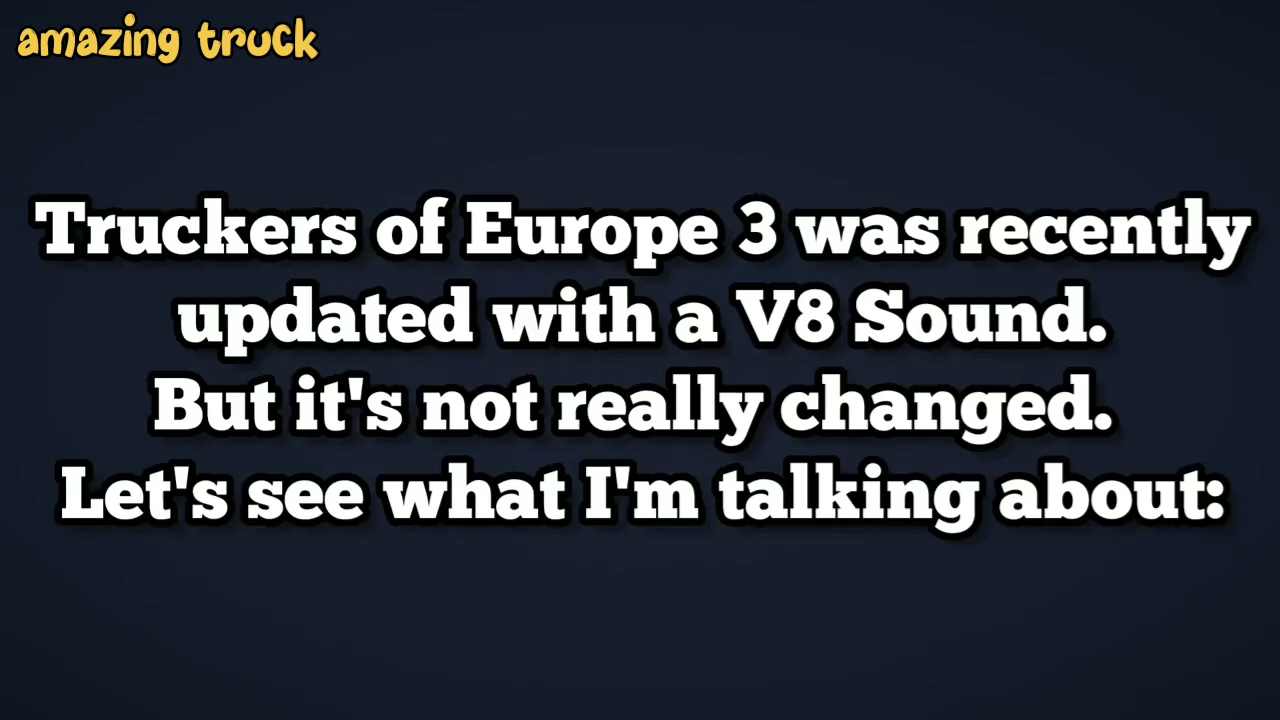 amazing truck
Truckers of Europe 3 was recently
updated with a V8 Sound.
But it's not really changed.
Let's see what I'm talking about: